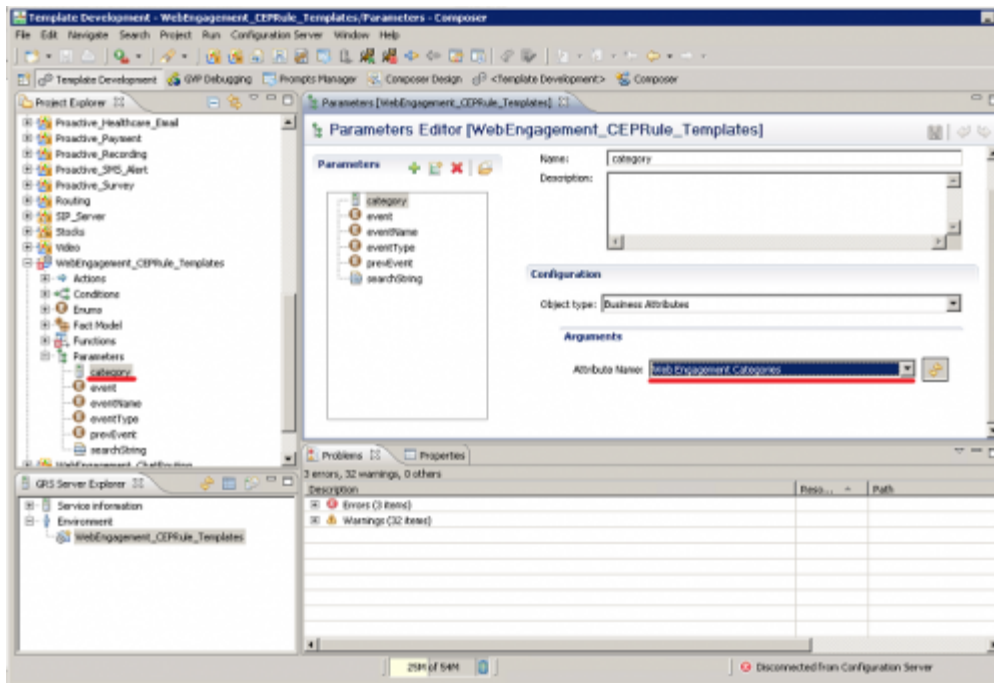 Template Development - WebEngagement_CEPRule_Templates/Parameters - Composer
File Edit Navigate Search Project Run Configuration Server Window Help
Template Development GVP Debugging Prompts Manager Composer Design <Template Development> Composer
Project Explorer
Proactive_Healthcare_Email
Proactive_Payment
Proactive_Recording
Proactive_SMS_Alert
Proactive_Survey
Routing
SIP_Server
Stocks
Video
WebEngagement_CEPRule_Templates
Actions
Conditions
Enums
Fact Model
Functions
Parameters
category
event
eventName
eventType
prevEvent
searchString
WebEngagement_ChatRouting
GRS Server Explorer
Service information
Environment
WebEngagement_CEPRule_Templates
Parameters [WebEngagement_CEPRule_Templates]
Parameters Editor [WebEngagement_CEPRule_Templates]
Parameters
category
event
eventName
eventType
prevEvent
searchString
Name: category
Description:
Configuration
Object type: Business Attributes
Arguments
Attribute Name: Web Engagement Categories
Problems Properties
3 errors, 32 warnings, 0 others
Description Reso... Path
Errors (3 items)
Warnings (32 items)
25M of 54M
Disconnected from Configuration Server